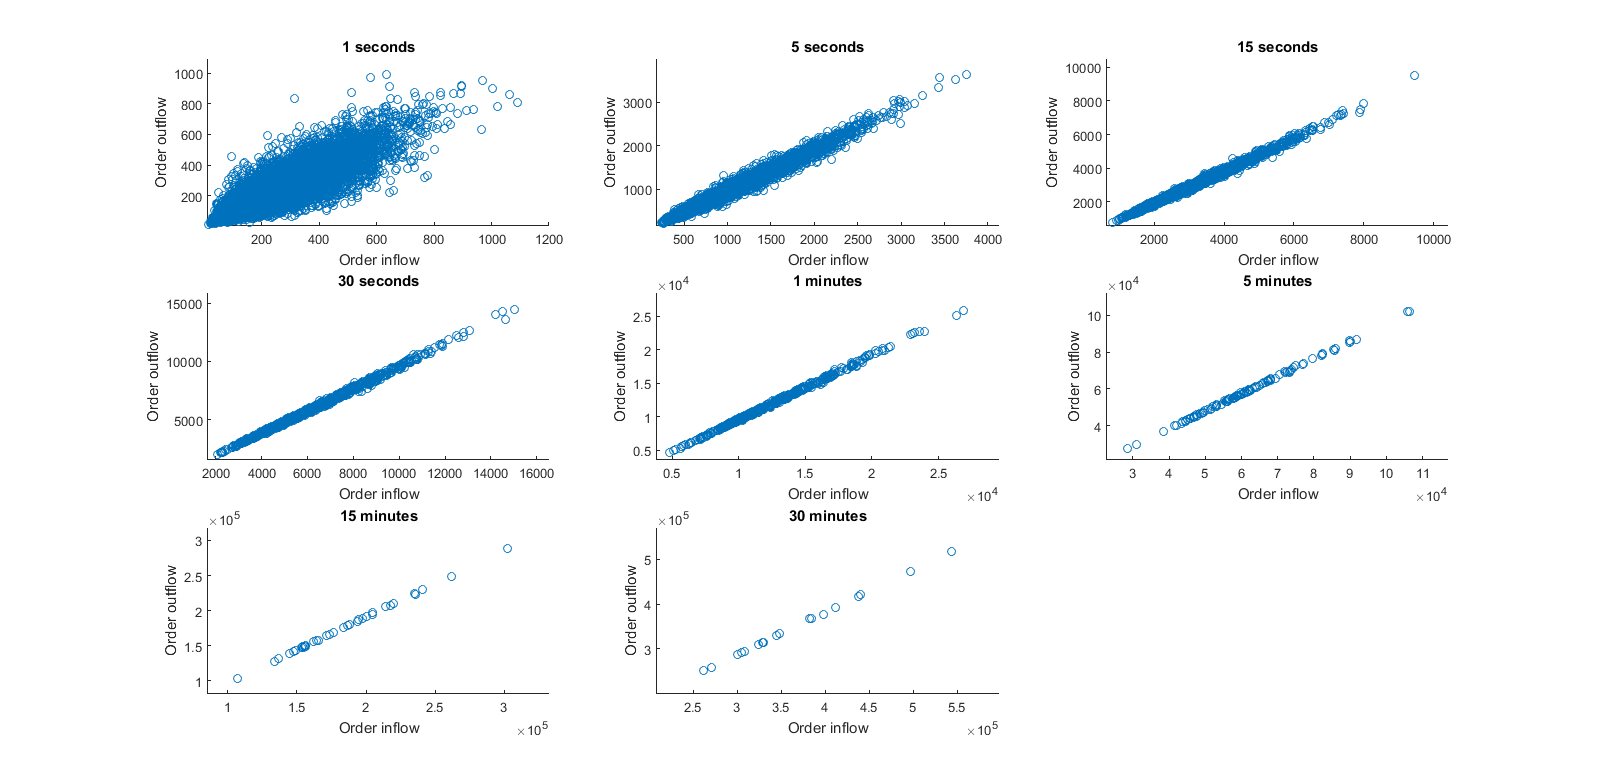 1 seconds
Order outflow
1000
800
600
400
200
200 400 600 800 1000 1200
Order inflow
5 seconds
Order outflow
3000
2000
1000
500 1000 1500 2000 2500 3000 3500 4000
Order inflow
15 seconds
Order outflow
10000
8000
6000
4000
2000
2000 4000 6000 8000 10000
Order inflow
30 seconds
Order outflow
15000
10000
5000
2000 4000 6000 8000 10000 12000 14000 16000
Order inflow
1 minutes
×10^4
Order outflow
2.5
2
1.5
1
0.5
0.5 1 1.5 2 2.5
Order inflow
×10^4
5 minutes
×10^4
Order outflow
10
8
6
4
3 4 5 6 7 8 9 10 11
Order inflow
×10^4
15 minutes
×10^5
Order outflow
3
2.5
2
1.5
1
1 1.5 2 2.5 3
Order inflow
×10^5
30 minutes
×10^5
Order outflow
5
4
3
2.5 3 3.5 4 4.5 5 5.5
Order inflow
×10^5